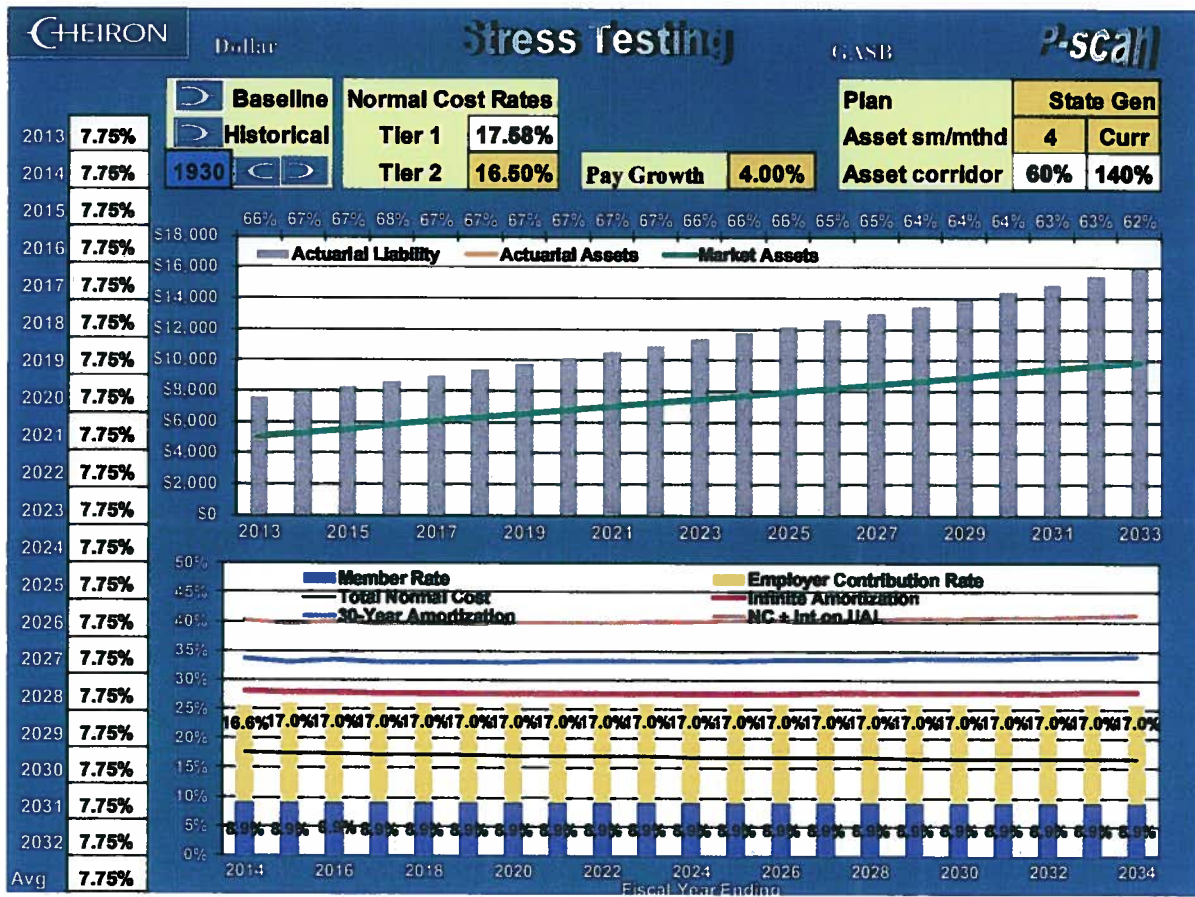 CHEIRON
Dollar
Stress Testing
GASB
P-scan
Baseline
Normal Cost Rates
Plan
State Gen
Historical
Tier 1
17.58%
Asset sm/mthd
4
Curr
1930
Tier 2
16.50%
Pay Growth
4.00%
Asset corridor
60%
140%
2013 7.75%
2014 7.75%
2015 7.75%
2016 7.75%
2017 7.75%
2018 7.75%
2019 7.75%
2020 7.75%
2021 7.75%
2022 7.75%
2023 7.75%
2024 7.75%
2025 7.75%
2026 7.75%
2027 7.75%
2028 7.75%
2029 7.75%
2030 7.75%
2031 7.75%
2032 7.75%
Avg 7.75%
66% 67% 67% 68% 67% 67% 67% 67% 67% 67% 66% 66% 66% 65% 65% 64% 64% 64% 63% 63% 62%
Actuarial Liability Actuarial Assets Market Assets
$18,000
$16,000
$14,000
$12,000
$10,000
$8,000
$6,000
$4,000
$2,000
$0
2013 2015 2017 2019 2021 2023 2025 2027 2029 2031 2033
Member Rate Employer Contribution Rate
Total Normal Cost Infinite Amortization
30-Year Amortization NC + Int on UAL
50%
45%
40%
35%
30%
25%
20%
15%
10%
5%
0%
16.6% 17.0% 17.0% 17.0% 17.0% 17.0% 17.0% 17.0% 17.0% 17.0% 17.0% 17.0% 17.0% 17.0% 17.0% 17.0% 17.0% 17.0% 17.0% 17.0% 17.0%
8.9% 8.9% 8.9% 8.9% 8.9% 8.9% 8.9% 8.9% 8.9% 8.9% 8.9% 8.9% 8.9% 8.9% 8.9% 8.9% 8.9% 8.9% 8.9% 8.9% 8.9%
2014 2016 2018 2020 2022 2024 2026 2028 2030 2032 2034
Fiscal Year Ending